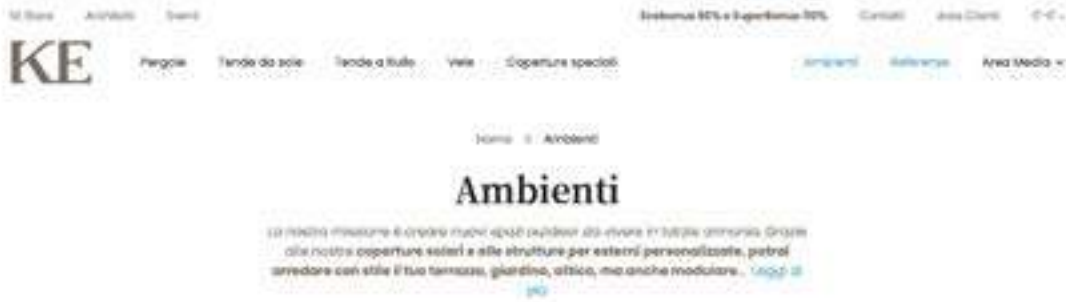 KE Store Architetti Eventi Ecobonus 50% e Superbonus 110% Contatti Area Clienti
KE Pergole Tende da sole Tende a Rullo Vele Coperture speciali Ambienti Referenze Area Media
Home Ambienti
Ambienti
La nostra missione è creare nuovi spazi outdoor da vivere in totale armonia. Grazie
alle nostre coperture solari e alle strutture per esterni personalizzate, potrai
arredare con stile il tuo terrazzo, giardino, attico, ma anche modulare... Leggi di
più